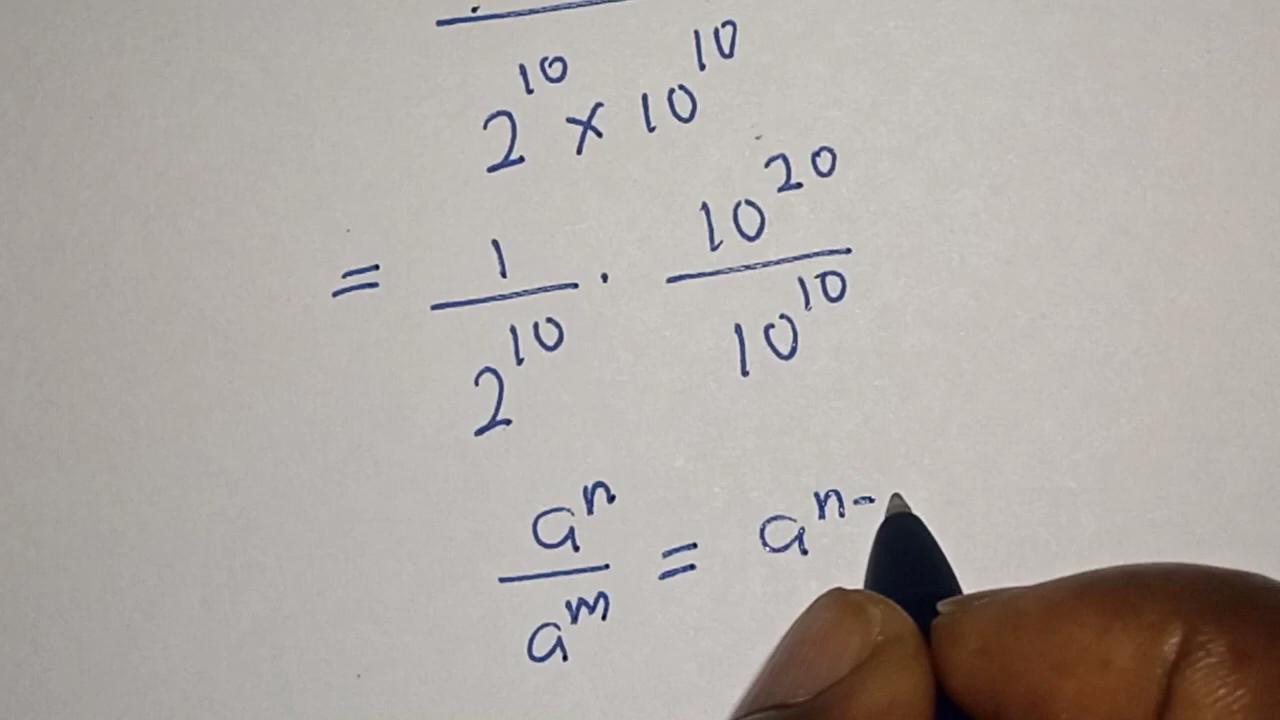 2^10 × 10^10
= 1/2^10 · 10^20/10^10
a^n/a^m = a^n-